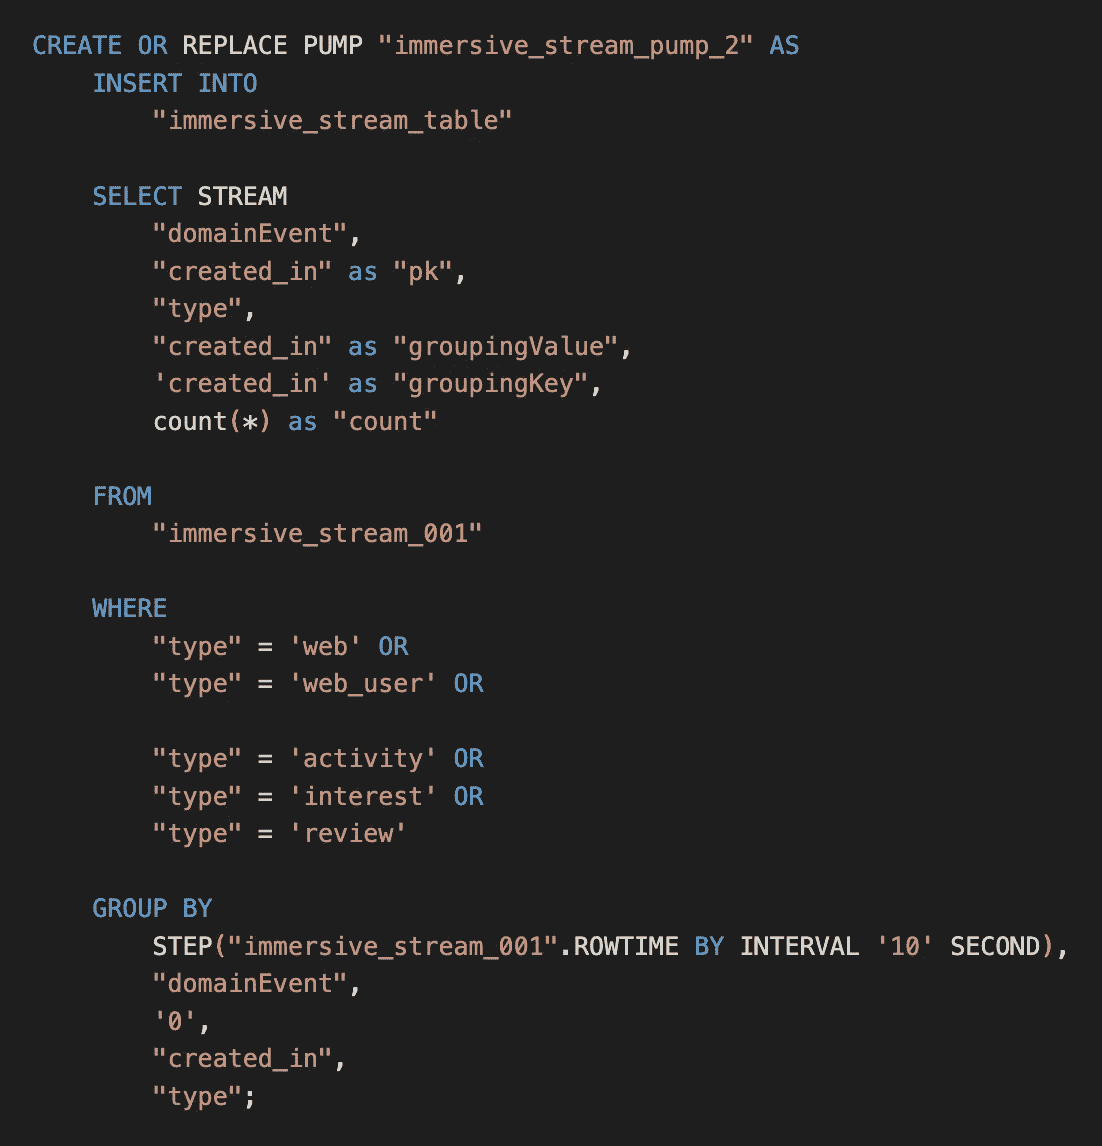 CREATE OR REPLACE PUMP "immersive_stream_pump_2" AS
INSERT INTO
"immersive_stream_table"
SELECT STREAM
"domainEvent",
"created_in" as "pk",
"type",
"created_in" as "groupingValue",
'created_in' as "groupingKey",
count(*) as "count"
FROM
"immersive_stream_001"
WHERE
"type" = 'web' OR
"type" = 'web_user' OR
"type" = 'activity' OR
"type" = 'interest' OR
"type" = 'review'
GROUP BY
STEP("immersive_stream_001".ROWTIME BY INTERVAL '10' SECOND),
"domainEvent",
'0',
"created_in",
"type";